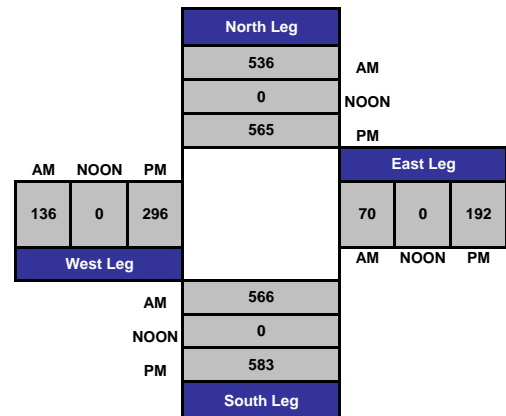 North Leg
536 AM
0 NOON
565 PM
AM NOON PM
East Leg
136 0 296
70 0 192
West Leg
AM NOON PM
AM 566
NOON 0
PM 583
South Leg